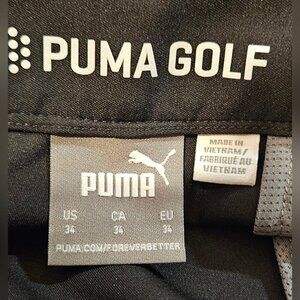 PUMA GOLF
MADE IN
VIETNAM/
FABRIQUÉ AU
VIETNAM
PUMA
US CA EU
34 34 34
PUMA.COM/FOREVERBETTER